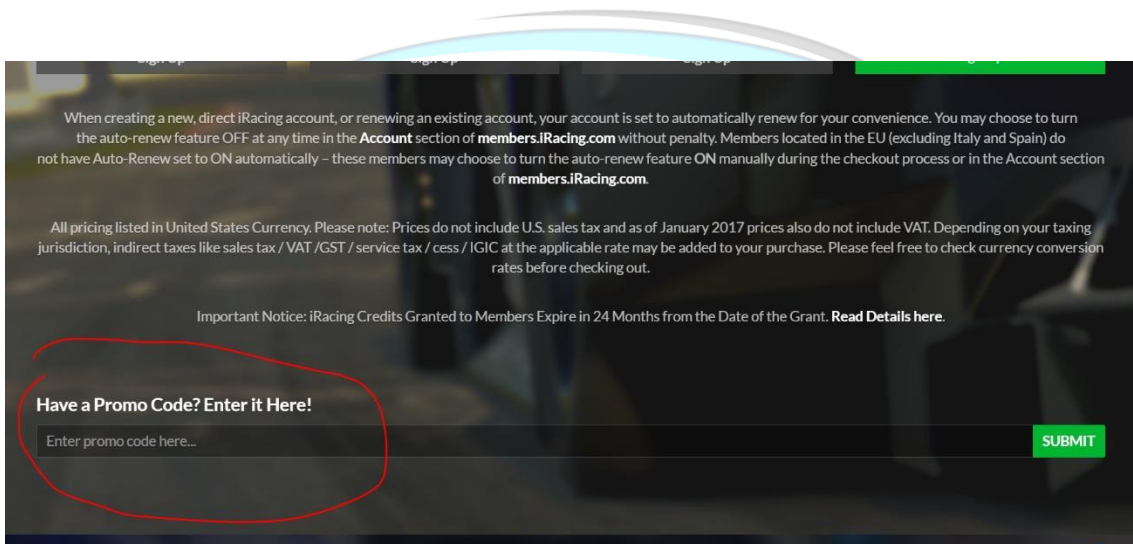 When creating a new, direct iRacing account, or renewing an existing account, your account is set to automatically renew for your convenience. You may choose to turn
the auto-renew feature OFF at any time in the Account section of members.iRacing.com without penalty. Members located in the EU (excluding Italy and Spain) do
not have Auto-Renew set to ON automatically – these members may choose to turn the auto-renew feature ON manually during the checkout process or in the Account section
of members.iRacing.com.
All pricing listed in United States Currency. Please note: Prices do not include U.S. sales tax and as of January 2017 prices also do not include VAT. Depending on your taxing
jurisdiction, indirect taxes like sales tax / VAT /GST / service tax / cess / IGIC at the applicable rate may be added to your purchase. Please feel free to check currency conversion
rates before checking out.
Important Notice: iRacing Credits Granted to Members Expire in 24 Months from the Date of the Grant. Read Details here.
Have a Promo Code? Enter it Here!
Enter promo code here...
SUBMIT